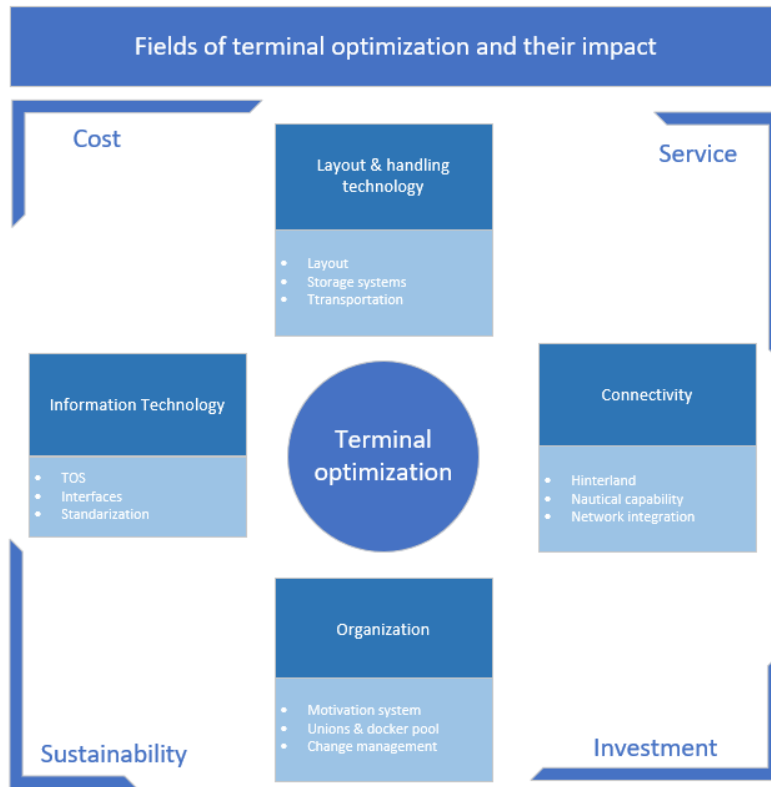 Fields of terminal optimization and their impact
Cost
Service
Layout & handling
technology
• Layout
• Storage systems
• Ttransportation
Information Technology
• TOS
• Interfaces
• Standarization
Terminal
optimization
Connectivity
• Hinterland
• Nautical capability
• Network integration
Organization
• Motivation system
• Unions & docker pool
• Change management
Sustainability
Investment